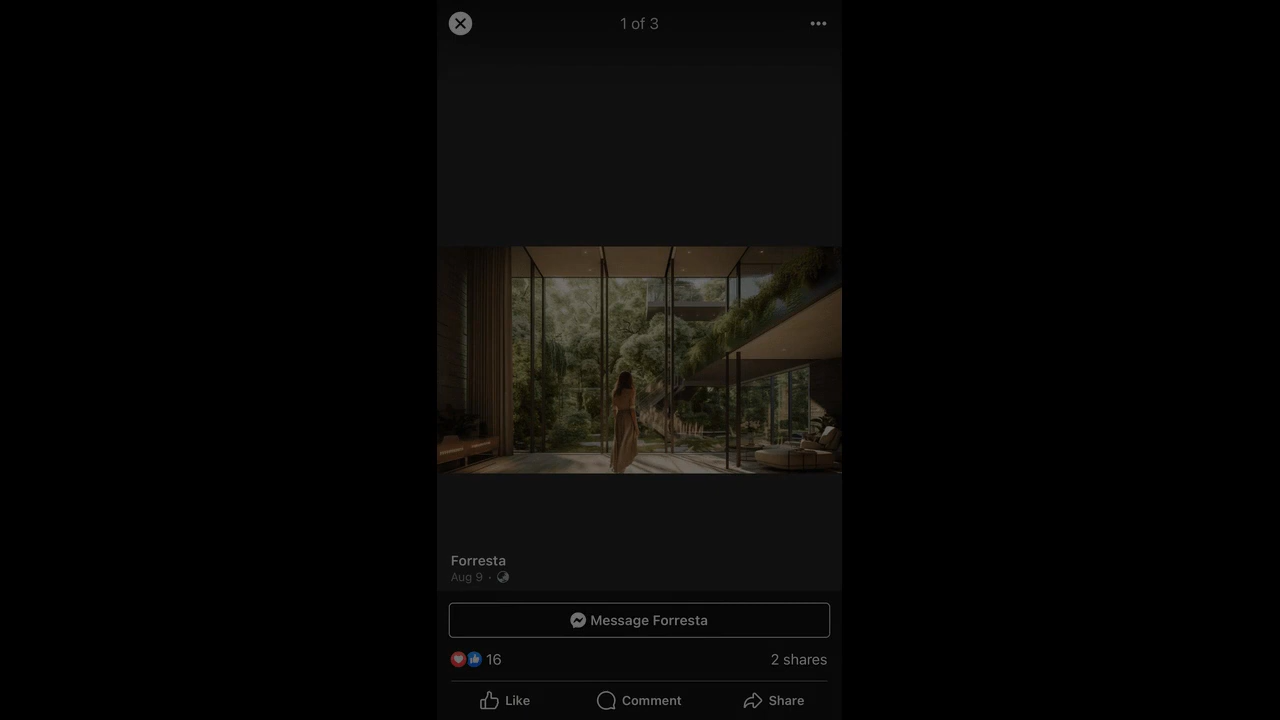 1 of 3
Forresta
Aug 9 ·
Message Forresta
16
2 shares
Like
Comment
Share